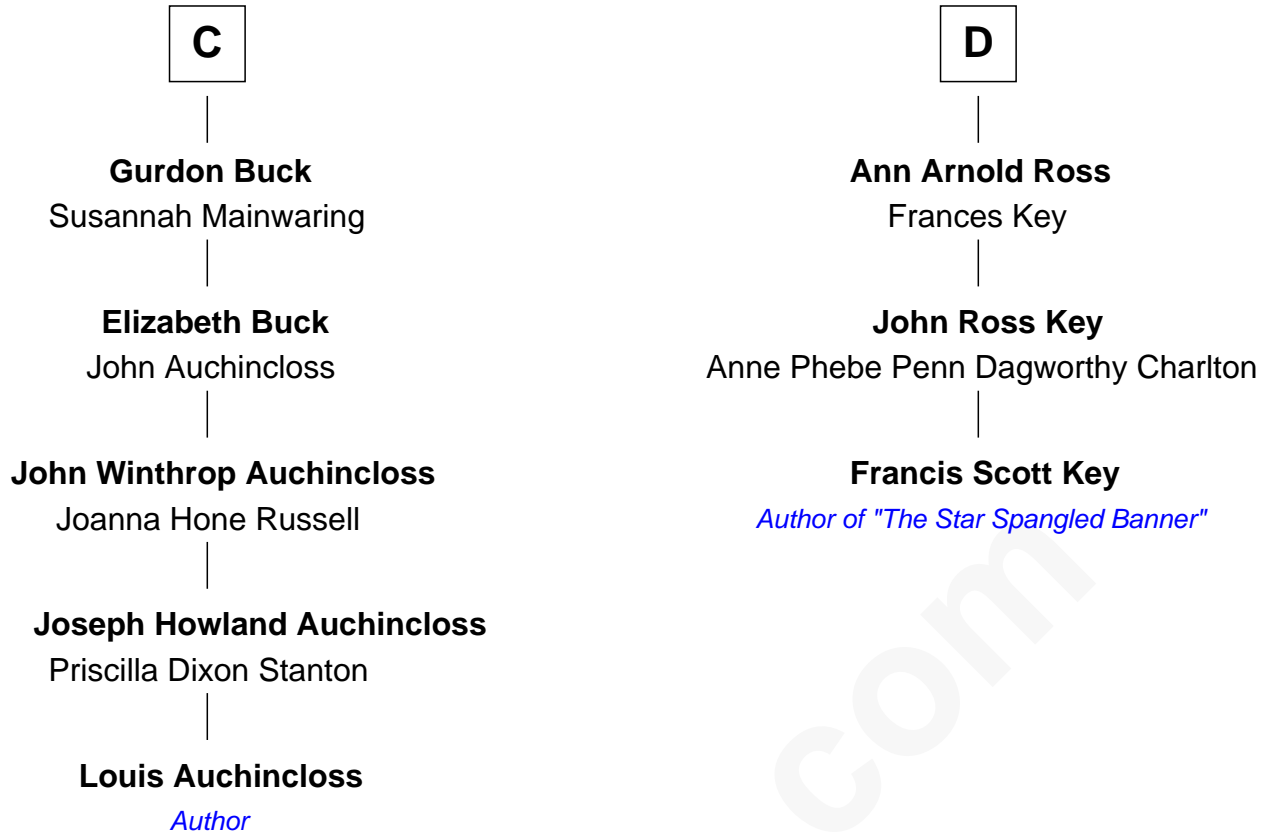 C
Gurdon Buck
Susannah Mainwaring
Elizabeth Buck
John Auchincloss
John Winthrop Auchincloss
Joanna Hone Russell
Joseph Howland Auchincloss
Priscilla Dixon Stanton
Louis Auchincloss
Author
D
Ann Arnold Ross
Frances Key
John Ross Key
Anne Phebe Penn Dagworthy Charlton
Francis Scott Key
Author of "The Star Spangled Banner"
com